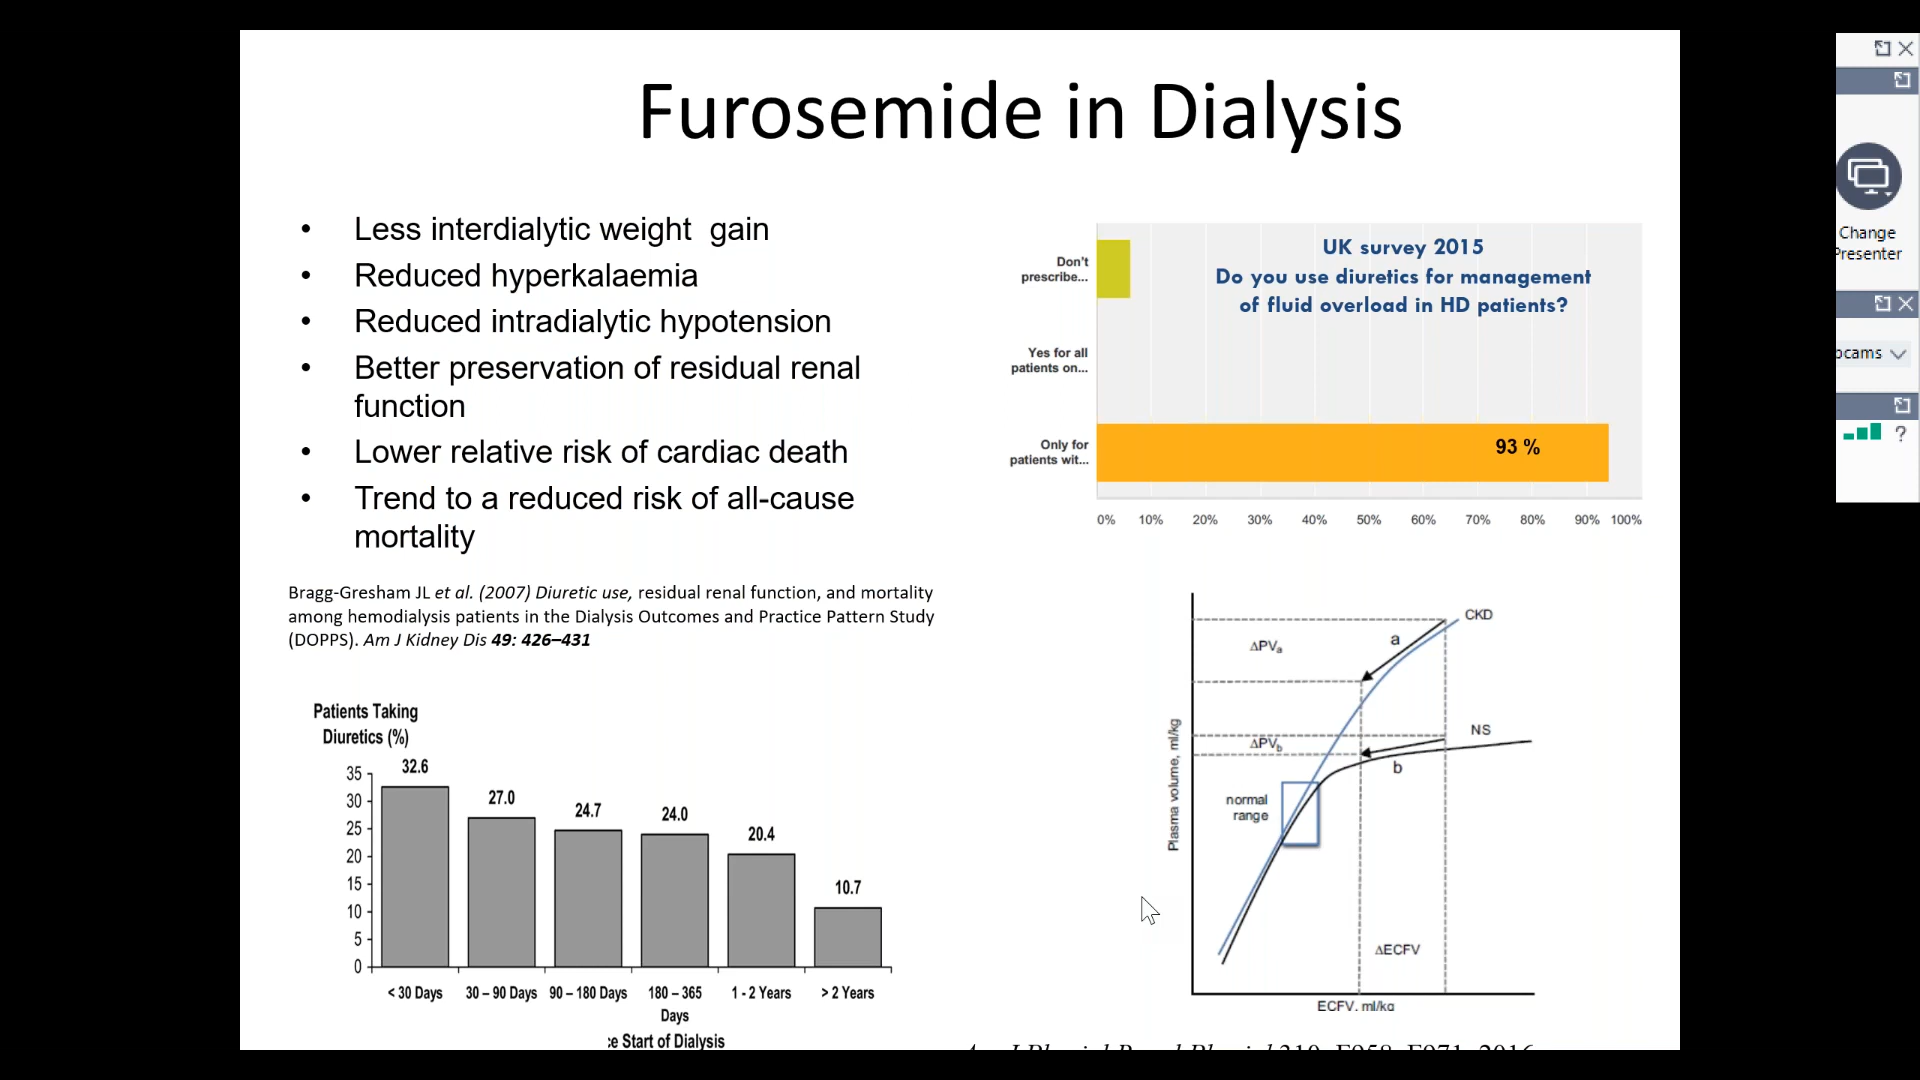 Furosemide in Dialysis
• Less interdialytic weight  gain
• Reduced hyperkalaemia
• Reduced intradialytic hypotension
• Better preservation of residual renal
function
• Lower relative risk of cardiac death
• Trend to a reduced risk of all-cause
mortality
Bragg-Gresham JL et al. (2007) Diuretic use, residual renal function, and mortality
among hemodialysis patients in the Dialysis Outcomes and Practice Pattern Study
(DOPPS). Am J Kidney Dis 49: 426–431
Patients Taking
Diuretics (%)
35
30
25
20
15
10
5
0
32.6
27.0
24.7
24.0
20.4
10.7
< 30 Days
30 – 90 Days
90 – 180 Days
180 – 365
Days
1 - 2 Years
> 2 Years
Start of Dialysis
UK survey 2015
Do you use diuretics for management
of fluid overload in HD patients?
Don't
prescribe...
Yes for all
patients on...
Only for
patients wit...
93 %
0% 10% 20% 30% 40% 50% 60% 70% 80% 90% 100%
CKD
a
ΔPVa
NS
ΔPVb
b
normal
range
Plasma volume, ml/kg
ΔECFV
ECFV, ml/kg
Change
Presenter
?